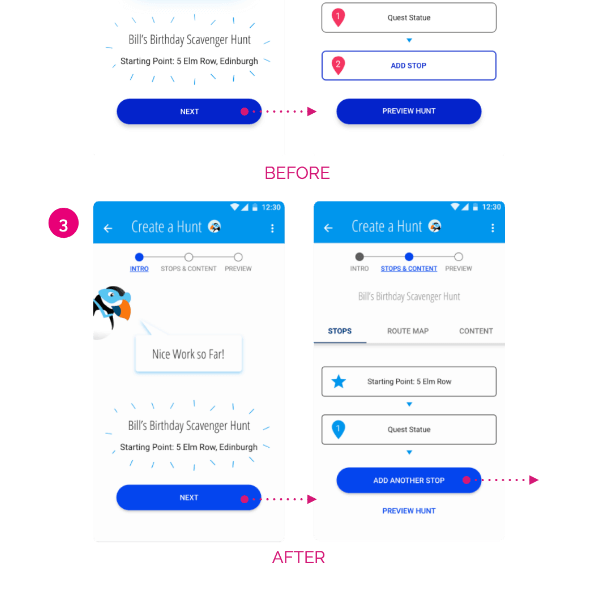 1
Quest Statue
Bill's Birthday Scavenger Hunt
Starting Point: 5 Elm Row, Edinburgh
2
ADD STOP
NEXT
PREVIEW HUNT
BEFORE
3
12:30
Create a Hunt
INTRO
STOPS & CONTENT
PREVIEW
Nice Work so Far!
Bill's Birthday Scavenger Hunt
Starting Point: 5 Elm Row, Edinburgh
NEXT
12:30
Create a Hunt
INTRO
STOPS & CONTENT
PREVIEW
Bill's Birthday Scavenger Hunt
STOPS
ROUTE MAP
CONTENT
Starting Point: 5 Elm Row
1
Quest Statue
ADD ANOTHER STOP
PREVIEW HUNT
AFTER